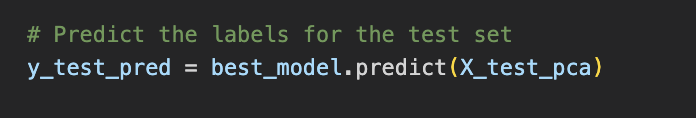 # Predict the labels for the test set
y_test_pred = best_model.predict(X_test_pca)